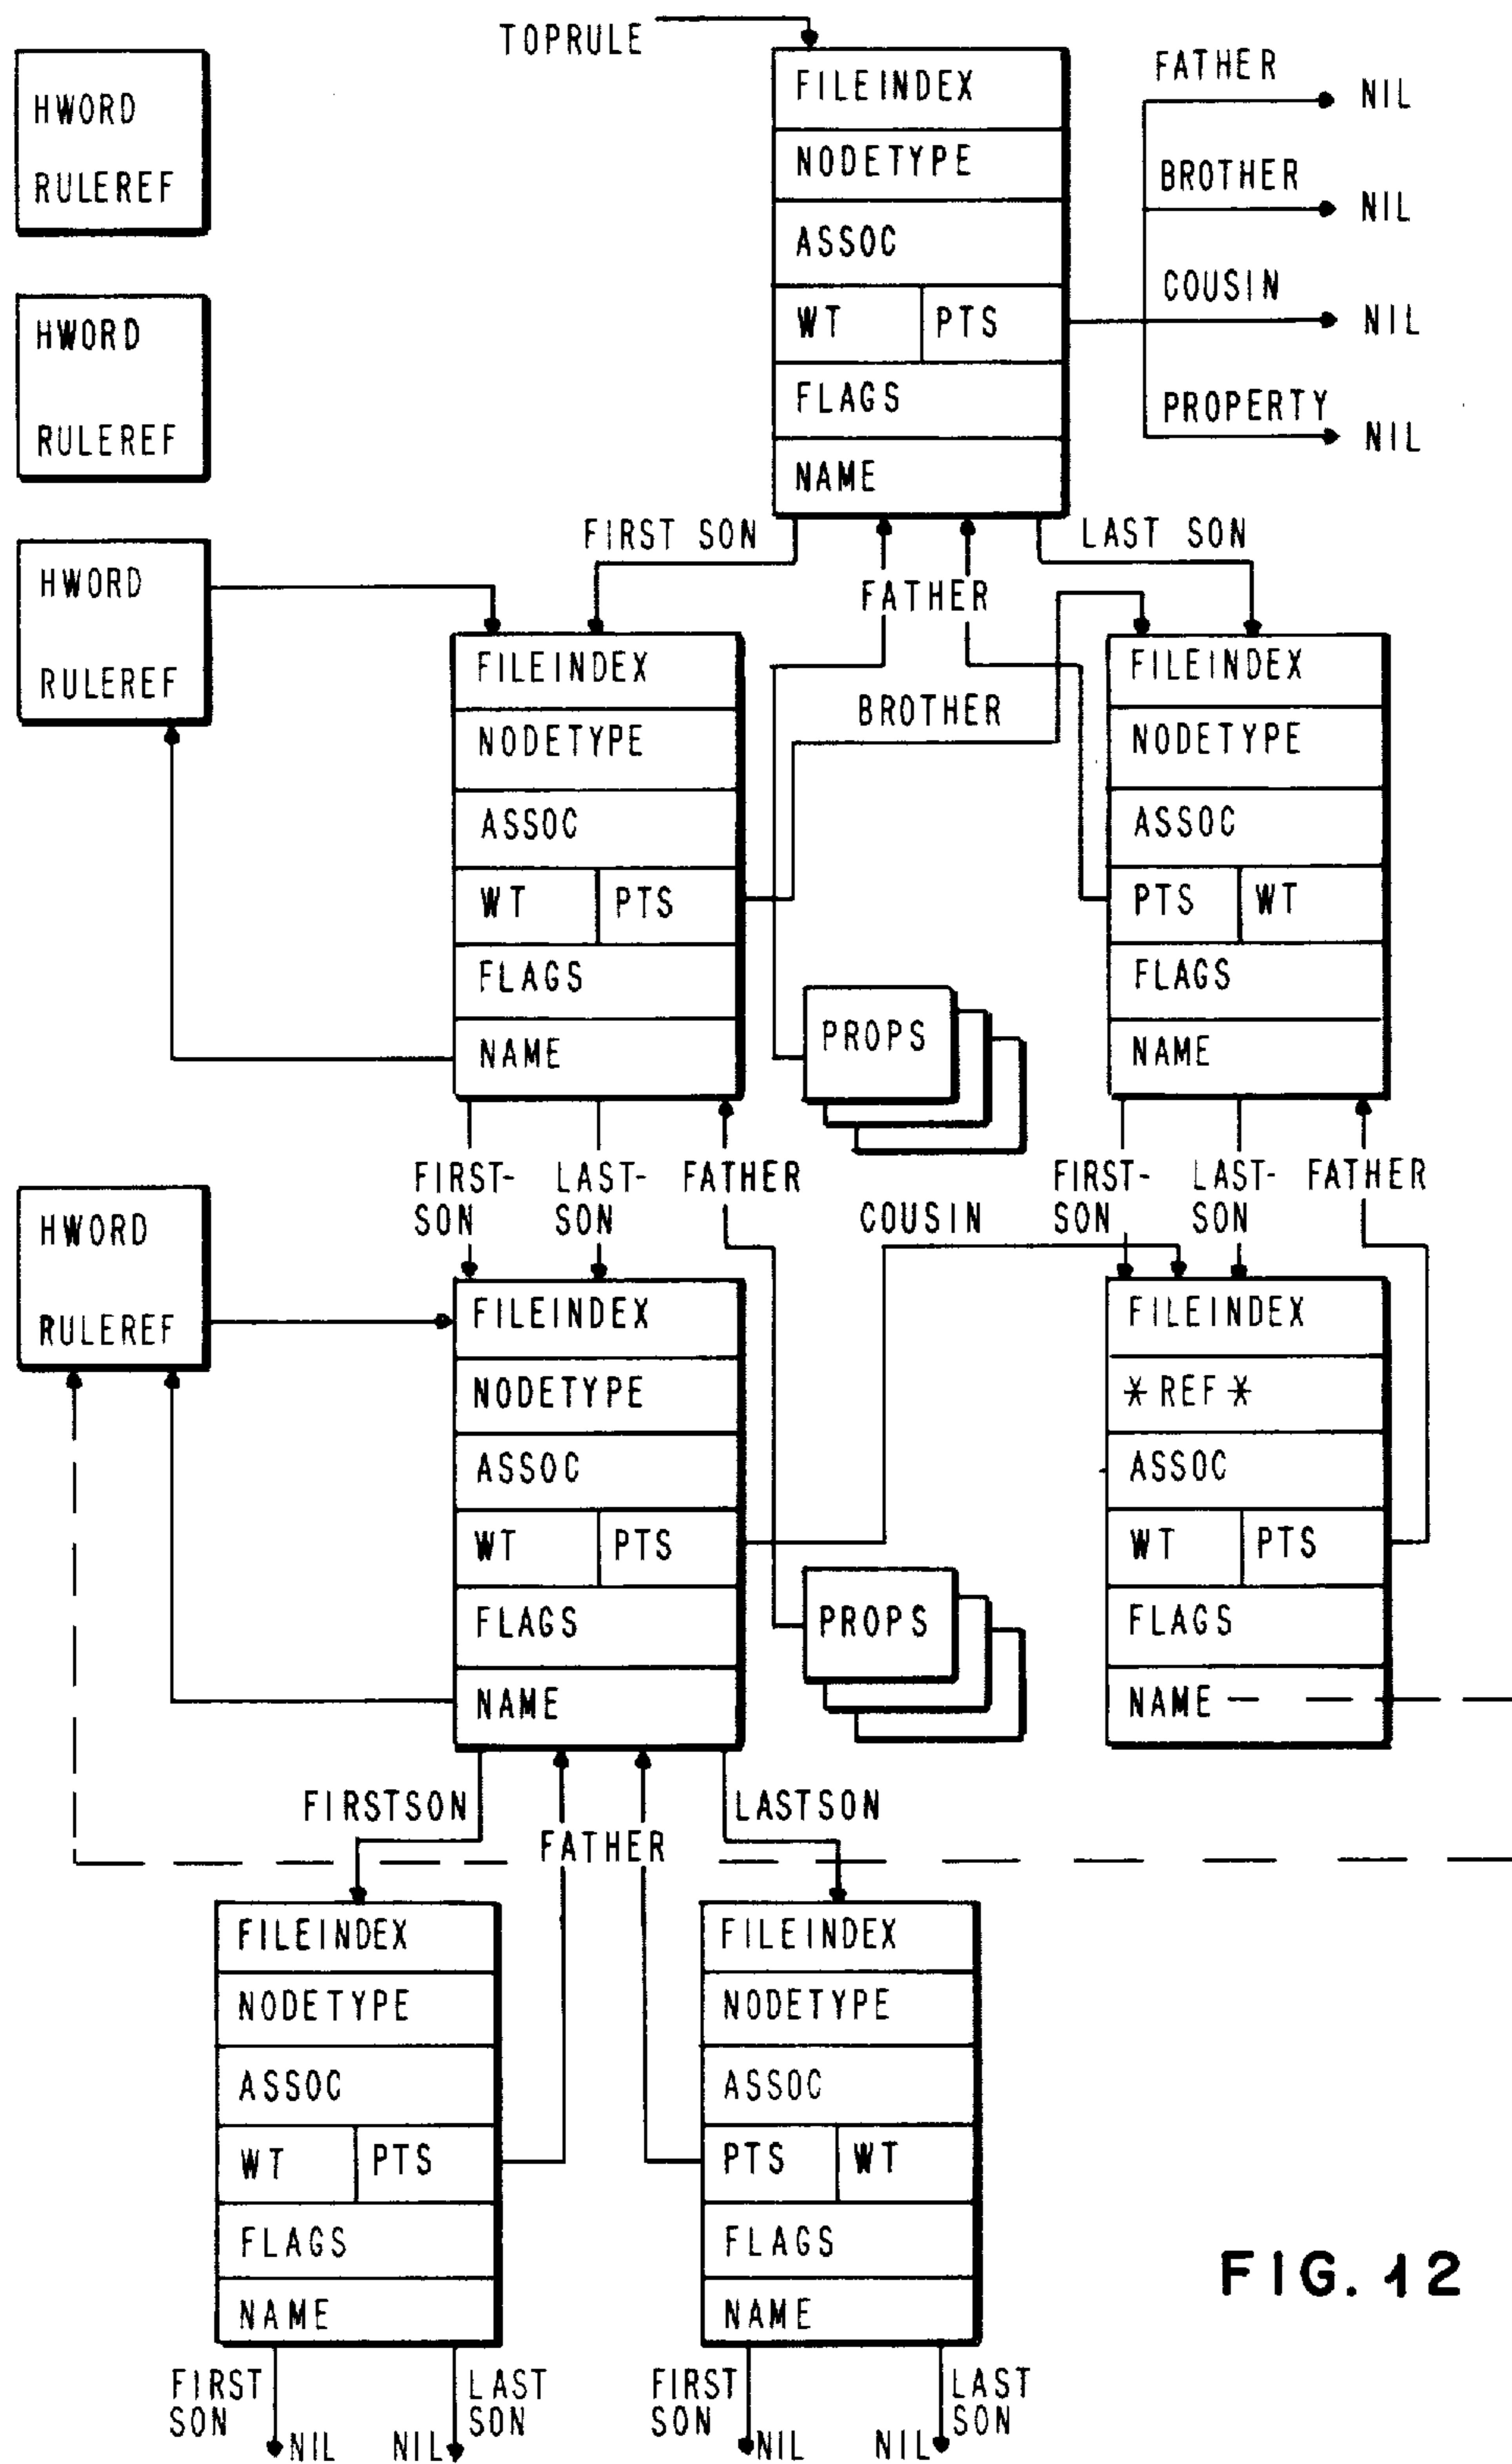 TOPRULE
HWORD
RULEREF
FILEINDEX
NODETYPE
ASSOC
WT PTS
FLAGS
NAME
FATHER
NIL
BROTHER
NIL
COUSIN
NIL
PROPERTY
NIL
HWORD
RULEREF
FIRST SON
FATHER
LAST SON
HWORD
RULEREF
FILEINDEX
NODETYPE
ASSOC
WT PTS
FLAGS
NAME
BROTHER
PROPS
FILEINDEX
NODETYPE
ASSOC
PTS WT
FLAGS
NAME
FIRST-
SON
LAST-
SON
FATHER
COUSIN
FIRST-
SON
LAST-
SON
FATHER
HWORD
RULEREF
FILEINDEX
NODETYPE
ASSOC
WT PTS
FLAGS
NAME
PROPS
FILEINDEX
*REF*
ASSOC
WT PTS
FLAGS
NAME
FIRSTSON
FATHER
LASTSON
FILEINDEX
NODETYPE
ASSOC
WT PTS
FLAGS
NAME
FILEINDEX
NODETYPE
ASSOC
PTS WT
FLAGS
NAME
FIRST
SON
NIL
LAST
SON
NIL
FIRST
SON
NIL
LAST
SON
NIL
FIG. 12